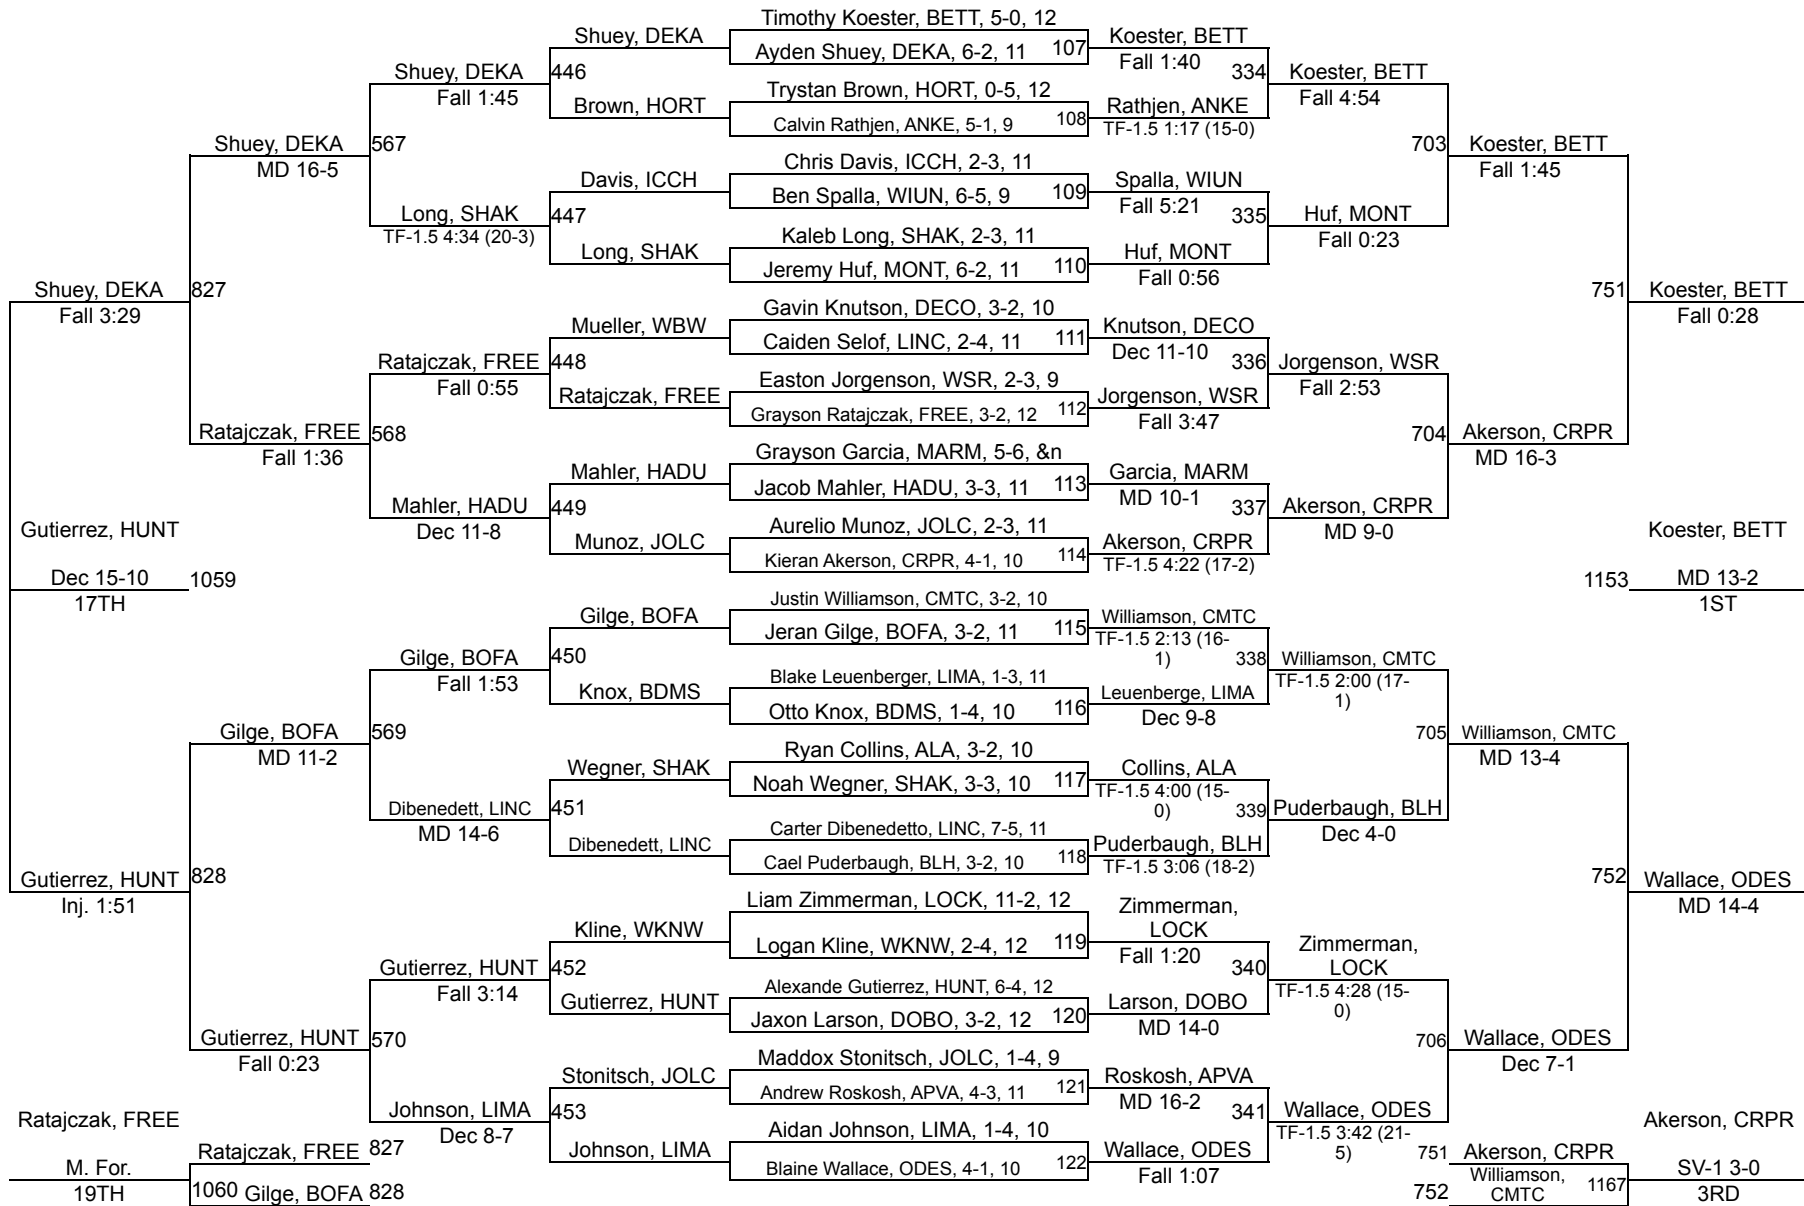 Timothy Koester, BETT, 5-0, 12
Shuey, DEKA
Koester, BETT
Ayden Shuey, DEKA, 6-2, 11
107
Fall 1:40
Shuey, DEKA
446
334
Koester, BETT
Fall 1:45
Fall 4:54
Trystan Brown, HORT, 0-5, 12
Brown, HORT
Rathjen, ANKE
Calvin Rathjen, ANKE, 5-1, 9
108
TF-1.5 1:17 (15-0)
Shuey, DEKA
567
703
Koester, BETT
MD 16-5
Fall 1:45
Chris Davis, ICCH, 2-3, 11
Davis, ICCH
Spalla, WIUN
Ben Spalla, WIUN, 6-5, 9
109
Fall 5:21
Long, SHAK
447
335
Huf, MONT
TF-1.5 4:34 (20-3)
Fall 0:23
Kaleb Long, SHAK, 2-3, 11
Long, SHAK
Huf, MONT
Jeremy Huf, MONT, 6-2, 11
110
Fall 0:56
Shuey, DEKA
827
751
Koester, BETT
Fall 3:29
Fall 0:28
Gavin Knutson, DECO, 3-2, 10
Mueller, WBW
Knutson, DECO
Caiden Selof, LINC, 2-4, 11
111
Dec 11-10
Ratajczak, FREE
448
336
Jorgenson, WSR
Fall 0:55
Fall 2:53
Easton Jorgenson, WSR, 2-3, 9
Ratajczak, FREE
Jorgenson, WSR
Grayson Ratajczak, FREE, 3-2, 12
112
Fall 3:47
Ratajczak, FREE
568
704
Akerson, CRPR
Fall 1:36
MD 16-3
Grayson Garcia, MARM, 5-6, &n
Mahler, HADU
Garcia, MARM
Jacob Mahler, HADU, 3-3, 11
113
MD 10-1
Mahler, HADU
449
337
Akerson, CRPR
Dec 11-8
MD 9-0
Gutierrez, HUNT
Koester, BETT
Aurelio Munoz, JOLC, 2-3, 11
Munoz, JOLC
Akerson, CRPR
Kieran Akerson, CRPR, 4-1, 10
114
TF-1.5 4:22 (17-2)
Dec 15-10
1059
1153
MD 13-2
17TH
1ST
Justin Williamson, CMTC, 3-2, 10
Gilge, BOFA
Williamson, CMTC
Jeran Gilge, BOFA, 3-2, 11
115
TF-1.5 2:13 (16-
1)
Gilge, BOFA
450
338
Williamson, CMTC
Fall 1:53
TF-1.5 2:00 (17-
1)
Blake Leuenberger, LIMA, 1-3, 11
Knox, BDMS
Leuenberge, LIMA
Otto Knox, BDMS, 1-4, 10
116
Dec 9-8
Gilge, BOFA
569
705
Williamson, CMTC
MD 11-2
MD 13-4
Ryan Collins, ALA, 3-2, 10
Wegner, SHAK
Collins, ALA
Noah Wegner, SHAK, 3-3, 10
117
TF-1.5 4:00 (15-
0)
Dibenedett, LINC
451
339
Puderbaugh, BLH
MD 14-6
Dec 4-0
Carter Dibenedetto, LINC, 7-5, 11
Dibenedett, LINC
Puderbaugh, BLH
Cael Puderbaugh, BLH, 3-2, 10
118
TF-1.5 3:06 (18-2)
Gutierrez, HUNT
828
752
Wallace, ODES
Inj. 1:51
MD 14-4
Liam Zimmerman, LOCK, 11-2, 12
Kline, WKNW
Zimmerman,
LOCK
Logan Kline, WKNW, 2-4, 12
119
Fall 1:20
Gutierrez, HUNT
452
340
Zimmerman,
LOCK
Fall 3:14
TF-1.5 4:28 (15-
0)
Alexande Gutierrez, HUNT, 6-4, 12
Gutierrez, HUNT
Larson, DOBO
Jaxon Larson, DOBO, 3-2, 12
120
MD 14-0
Gutierrez, HUNT
570
706
Wallace, ODES
Fall 0:23
Dec 7-1
Maddox Stonitsch, JOLC, 1-4, 9
Stonitsch, JOLC
Roskosh, APVA
Andrew Roskosh, APVA, 4-3, 11
121
MD 16-2
Johnson, LIMA
453
341
Wallace, ODES
Dec 8-7
TF-1.5 3:42 (21-
5)
Ratajczak, FREE
Akerson, CRPR
Aidan Johnson, LIMA, 1-4, 10
Johnson, LIMA
Wallace, ODES
Blaine Wallace, ODES, 4-1, 10
122
Fall 1:07
Ratajczak, FREE
827
751
Akerson, CRPR
M. For.
SV-1 3-0
19TH
3RD
1060
Gilge, BOFA
828
752
Williamson,
CMTC
1167